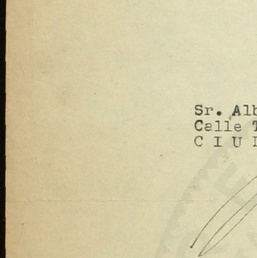 Sr. Alb
Calle T
C I U D